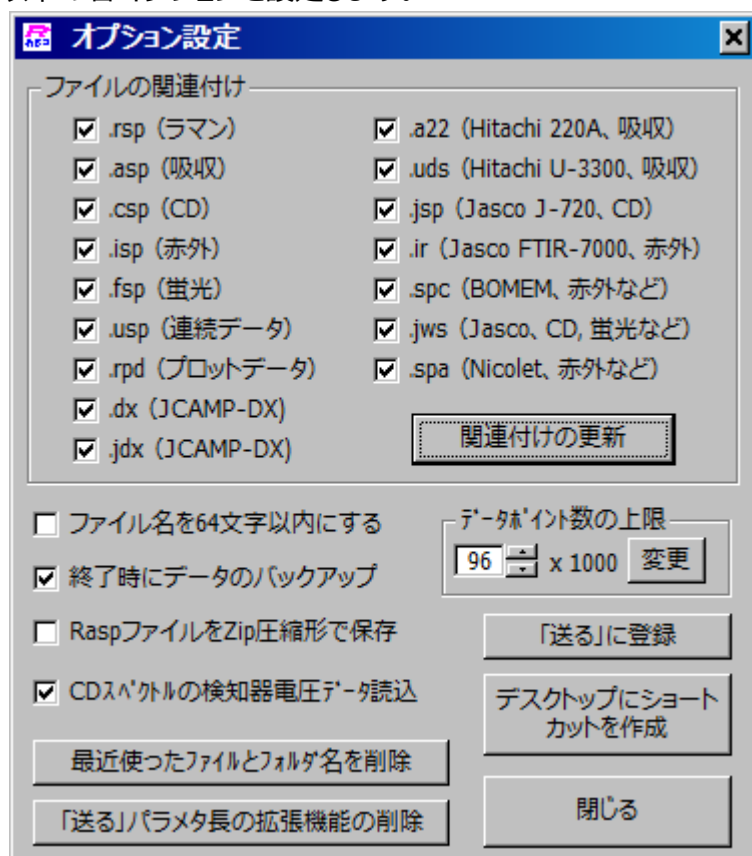 オプション設定
ファイルの関連付け
.rsp (ラマン)
.asp (吸収)
.csp (CD)
.isp (赤外)
.fsp (蛍光)
.usp (連続データ)
.rpd (プロットデータ)
.dx (JCAMP-DX)
.jdx (JCAMP-DX)
.a22 (Hitachi 220A、吸収)
.uds (Hitachi U-3300、吸収)
.jsp (Jasco J-720、CD)
.ir (Jasco FTIR-7000、赤外)
.spc (BOMEM、赤外など)
.jws (Jasco、CD, 蛍光など)
.spa (Nicolet、赤外など)
関連付けの更新
ファイル名を64文字以内にする
終了時にデータのバックアップ
RaspファイルをZip圧縮形で保存
CDスペクトルの検知器電圧データ読込
最近使ったファイルとフォルダ名を削除
「送る」パラメタ長の拡張機能の削除
データポイント数の上限
96 x 1000 変更
「送る」に登録
デスクトップにショート
カットを作成
閉じる